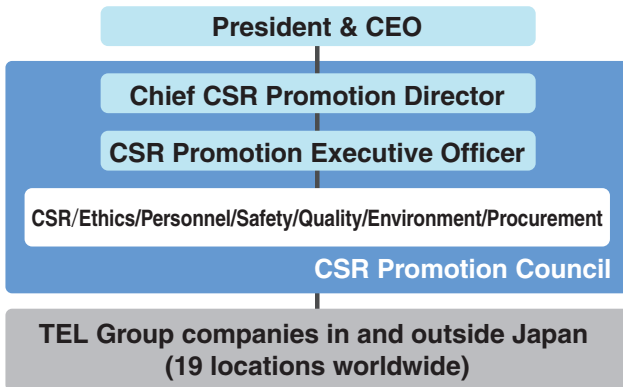 President & CEO
Chief CSR Promotion Director
CSR Promotion Executive Officer
CSR/Ethics/Personnel/Safety/Quality/Environment/Procurement
CSR Promotion Council
TEL Group companies in and outside Japan
(19 locations worldwide)